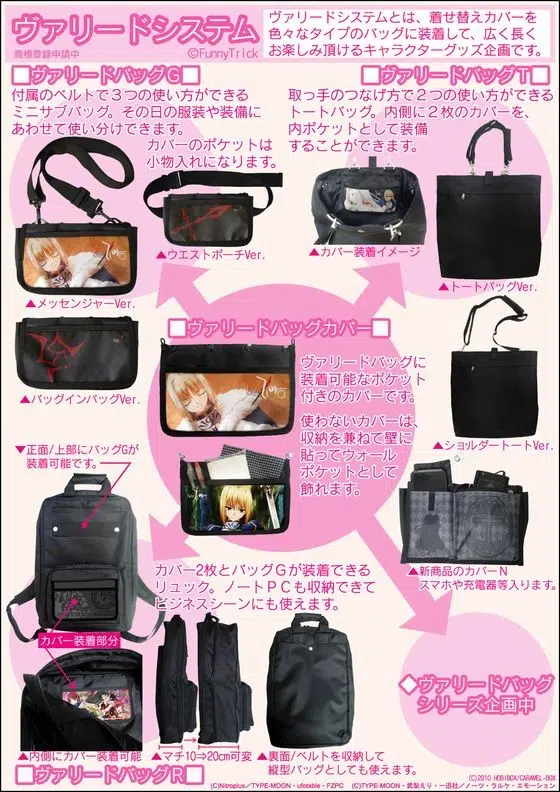 ヴァリードシステム
商標登録申請中
©FunnyTrick
ヴァリードシステムとは、着せ替えカバーを
色々なタイプのバッグに装着して、広く長く
お楽しみ頂けるキャラクターグッズ企画です。
■ヴァリードバッグG■
付属のベルトで3つの使い方ができる
ミニサブバッグ。その日の服装や装備に
あわせて使い分けできます。
カバーのポケットは
小物入れになります。
▲メッセンジャーVer.
▲ウエストポーチVer.
▲バッグインバッグVer.
■ヴァリードバッグT■
取っ手のつなげ方で2つの使い方ができる
トートバッグ。内側に2枚のカバーを、
内ポケットとして装備
することができます。
▲カバー装着イメージ
▲トートバッグVer.
▲ショルダートートVer.
■ヴァリードバッグカバー■
ヴァリードバッグに
装着可能なポケット
付きのカバーです。
使わないカバーは、
収納を兼ねて壁に
貼ってウォール
ポケットとして
飾れます。
▲新商品のカバーN
スマホや充電器等入ります。
▼正面/上部にバッグGが
装着可能です。
カバー2枚とバッグGが装着できる
リュック。ノートPCも収納できて
ビジネスシーンにも使えます。
カバー装着部分
▲内側にカバー装着可能
▲マチ10⇒20㎝可変
▲裏面/ベルトを収納して
縦型バッグとしても使えます。
■ヴァリードバッグR■
◆ヴァリードバッグ
シリーズ企画中
(C)2010 HOBIBOX/CARAMEL-BOX
(C)Nitroplus/TYPE-MOON・ufotable・FZPC (C)TYPE-MOON・武梨えり・一迅社/ノーツ・ラルケ・エモーション